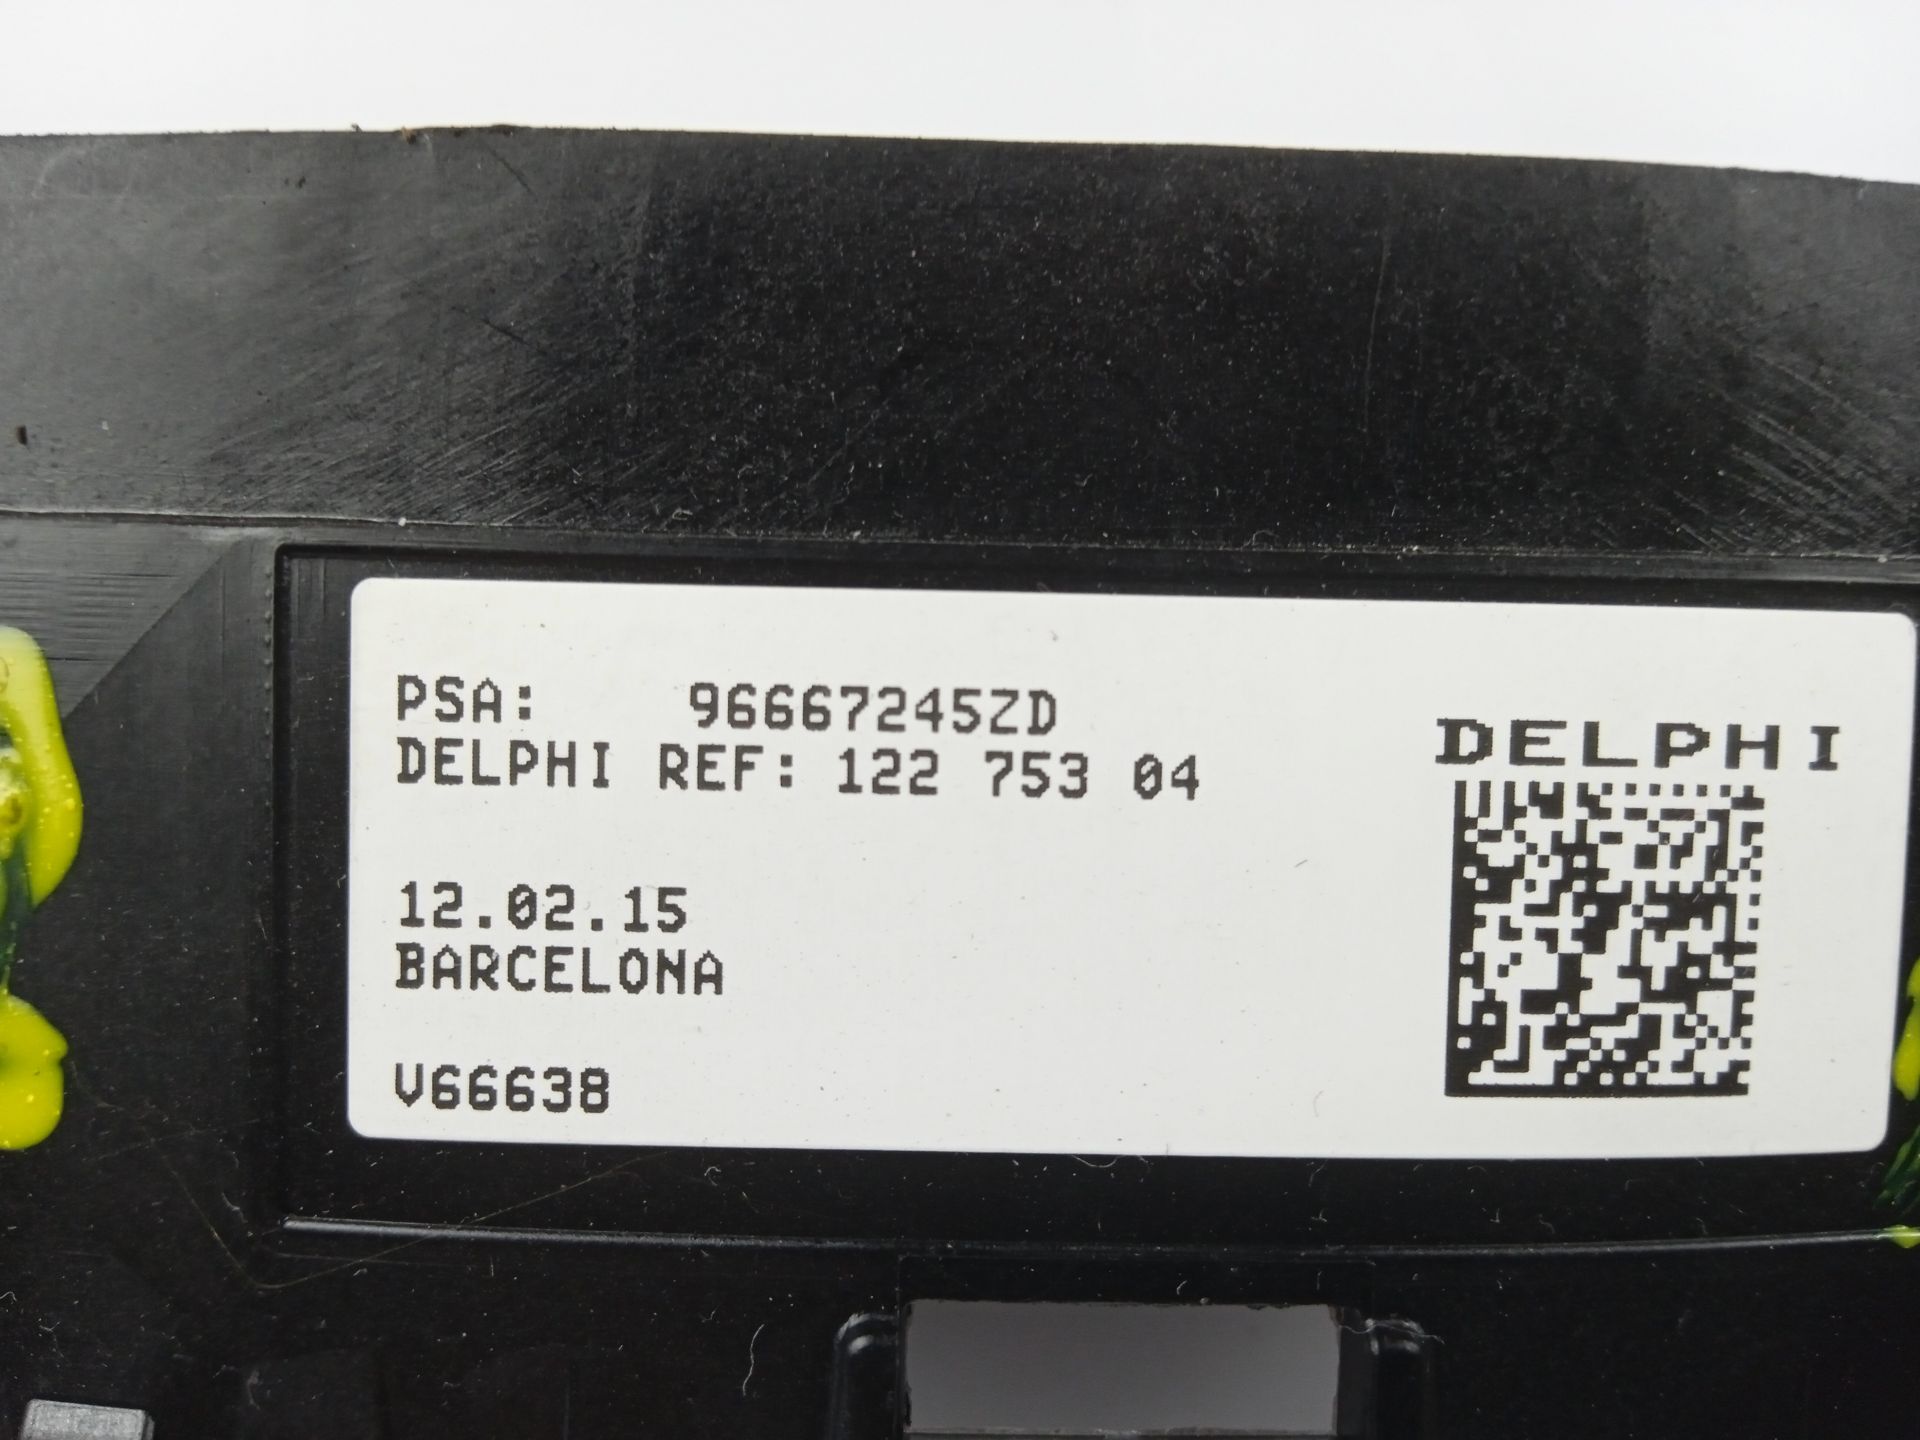 PSA: 96667245ZD
DELPHI REF: 122 753 04
DELPHI
12.02.15
BARCELONA
V66638